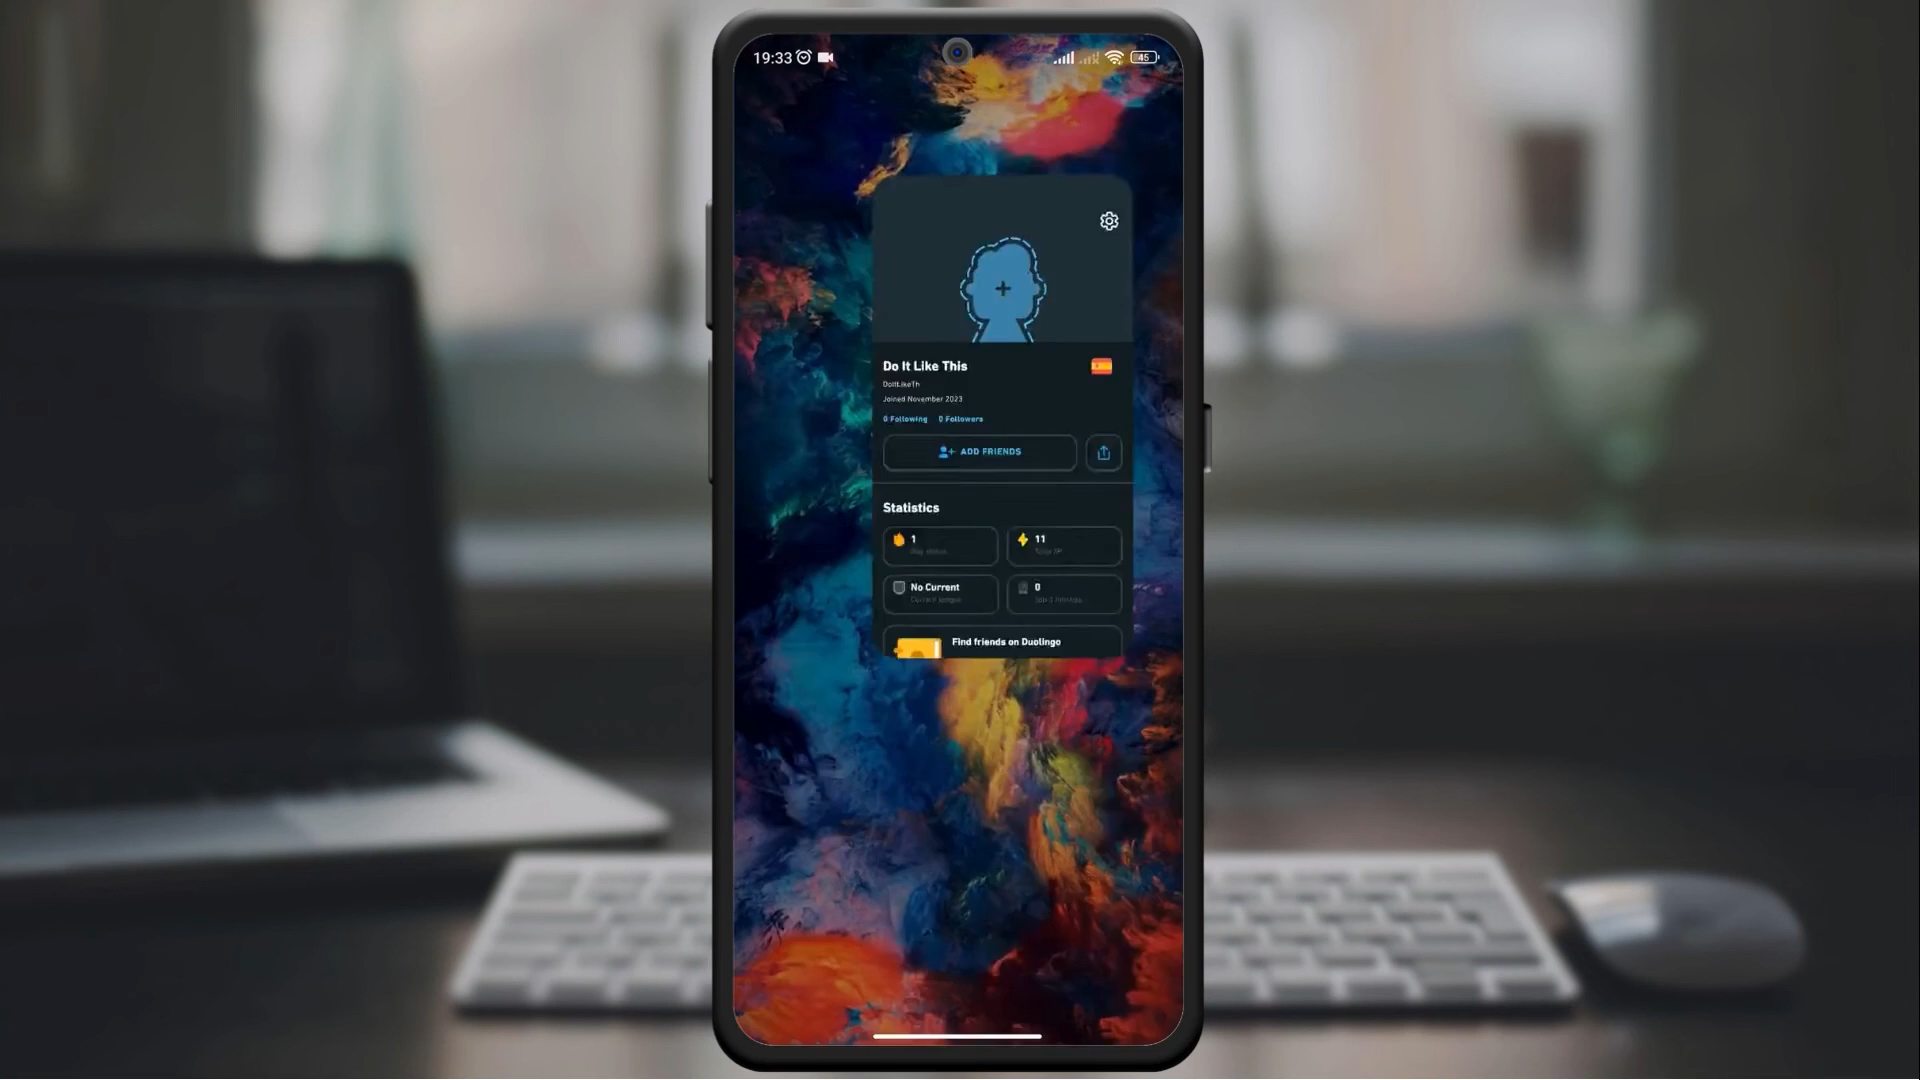 19:33
45
Do It Like This
DoItLikeTh
Joined November 2023
0 Following 0 Followers
ADD FRIENDS
Statistics
1
11
No Current
0
Find friends on Duolingo